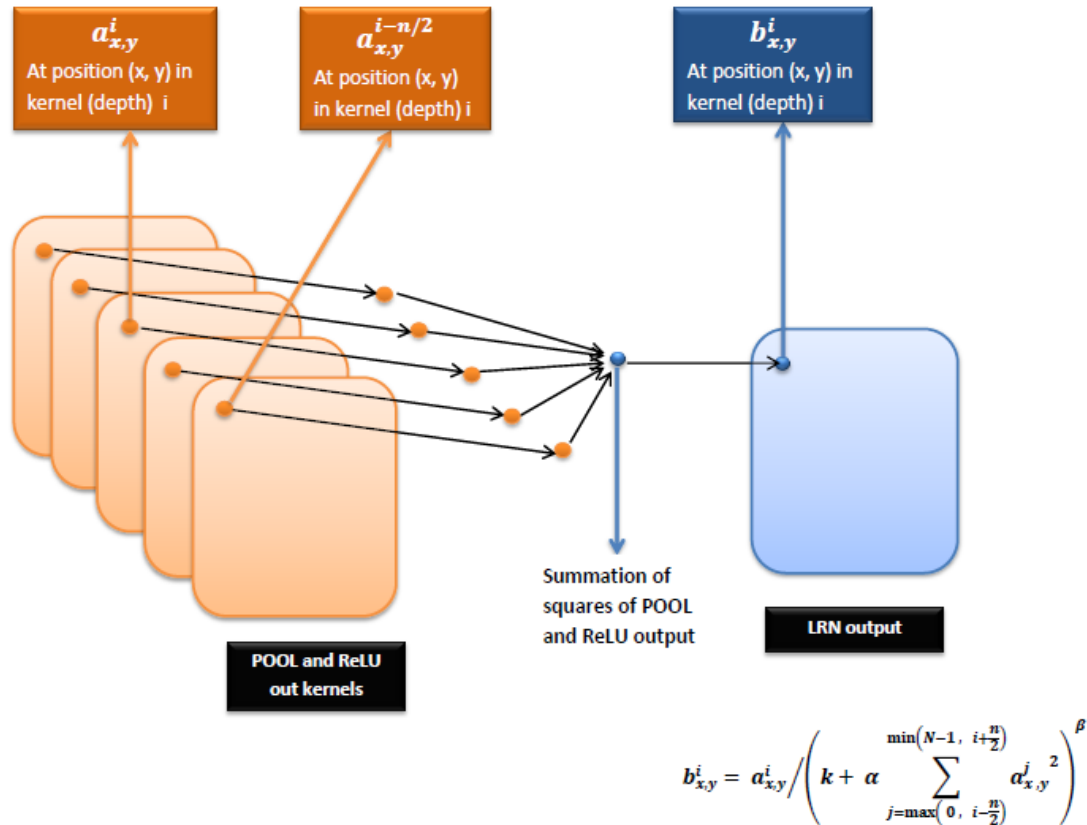 a^i_{x,y}
At position (x, y) in
kernel (depth) i
a^{i-n/2}_{x,y}
At position (x, y)
in kernel (depth) i
b^i_{x,y}
At position (x, y) in
kernel (depth) i
Summation of
squares of POOL
and ReLU output
LRN output
POOL and ReLU
out kernels
b^i_{x,y} = a^i_{x,y} / ( k + α ∑_{j=max(0, i-n/2)}^{min(N-1, i+n/2)} a^j_{x,y}^2 )^β